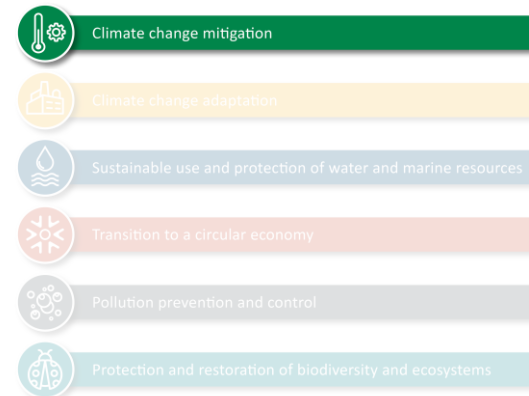 Climate change mitigation
Climate change adaptation
Sustainable use and protection of water and marine resources
Transition to a circular economy
Pollution prevention and control
Protection and restoration of biodiversity and ecosystems